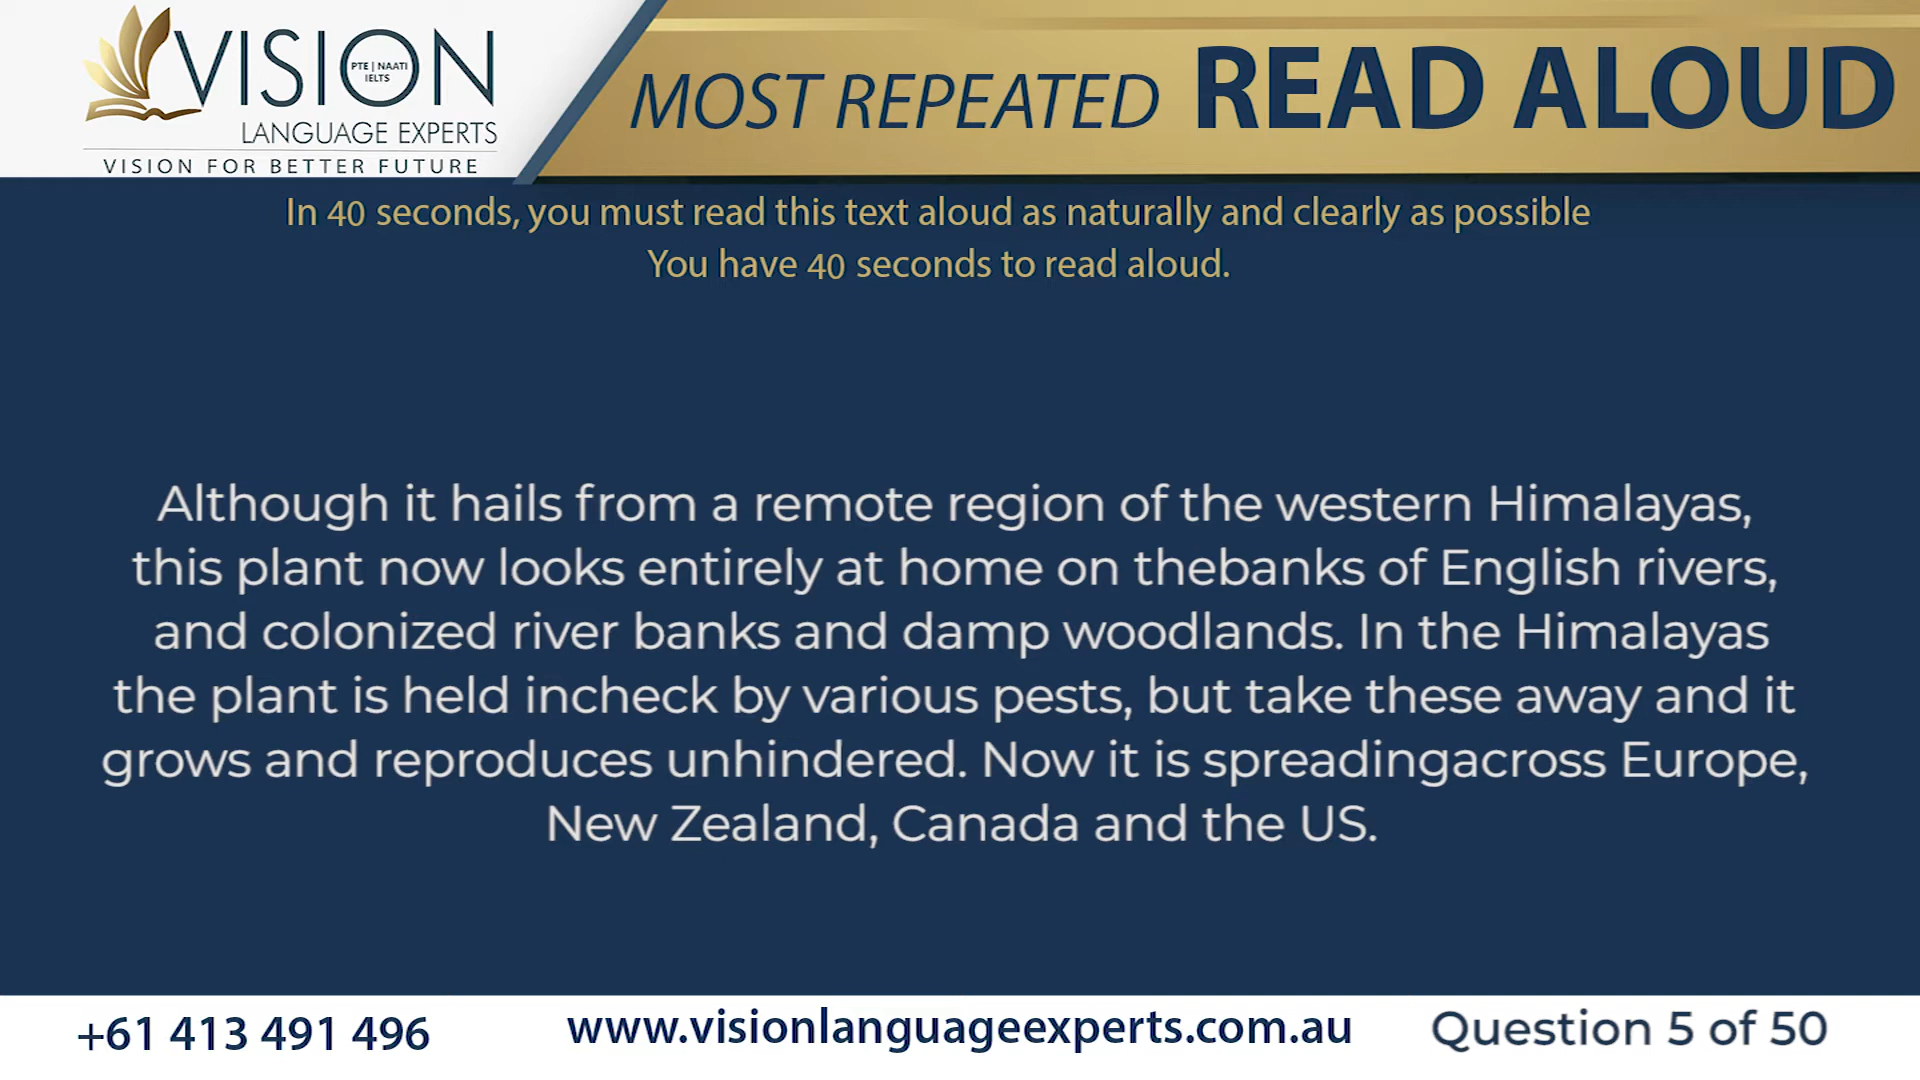 VISION
PTE | NAATI
IELTS
LANGUAGE EXPERTS
VISION FOR BETTER FUTURE
MOST REPEATED READ ALOUD
In 40 seconds, you must read this text aloud as naturally and clearly as possible
You have 40 seconds to read aloud.
Although it hails from a remote region of the western Himalayas,
this plant now looks entirely at home on thebanks of English rivers,
and colonized river banks and damp woodlands. In the Himalayas
the plant is held incheck by various pests, but take these away and it
grows and reproduces unhindered. Now it is spreadingacross Europe,
New Zealand, Canada and the US.
+61 413 491 496
www.visionlanguageexperts.com.au
Question 5 of 50